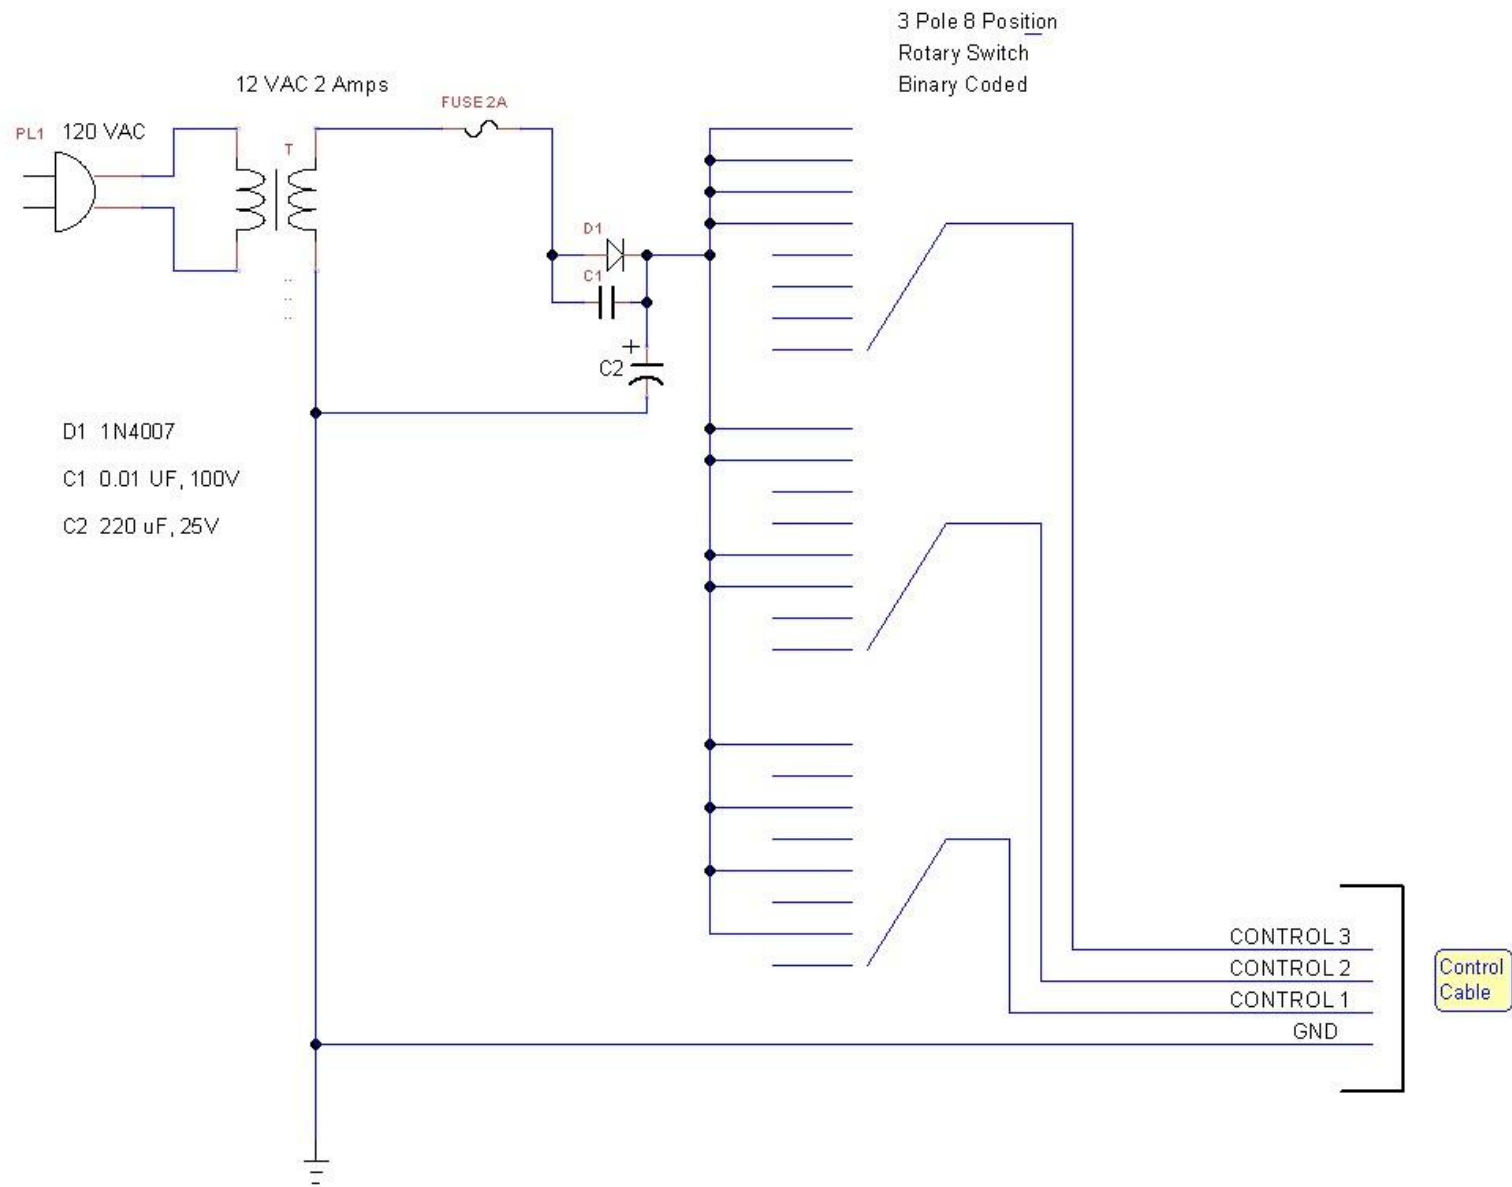 3 Pole 8 Position
Rotary Switch
Binary Coded
12 VAC 2 Amps
FUSE 2A
PL1 120 VAC
T
D1
C1
+
C2
D1 1N4007
C1 0.01 UF, 100V
C2 220 uF, 25V
CONTROL 3
CONTROL 2
CONTROL 1
GND
Control
Cable